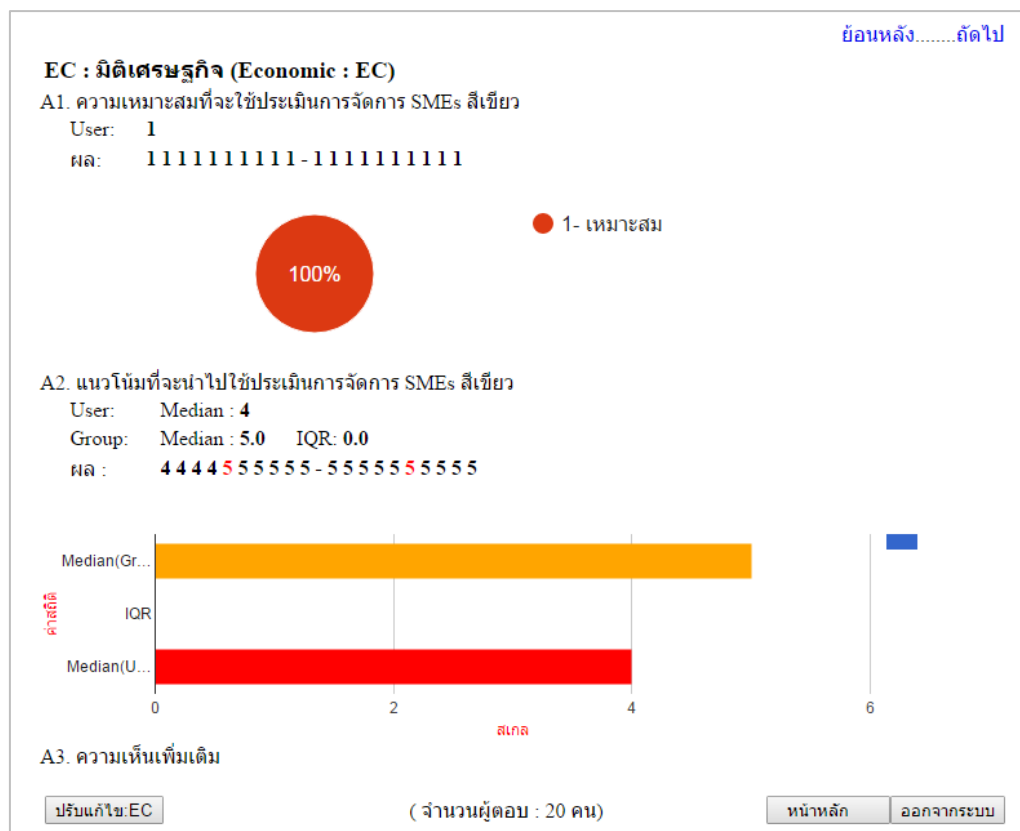 ย้อนหลัง........ถัดไป
EC : มิติเศรษฐกิจ (Economic : EC)
A1. ความเหมาะสมที่จะใช้ประเมินการจัดการ SMEs สีเขียว
User: 1
ผล: 1 1 1 1 1 1 1 1 1 1 - 1 1 1 1 1 1 1 1 1 1
1- เหมาะสม
100%
A2. แนวโน้มที่จะนำไปใช้ประเมินการจัดการ SMEs สีเขียว
User: Median : 4
Group: Median : 5.0 IQR: 0.0
ผล : 4 4 4 4 5 5 5 5 5 5 - 5 5 5 5 5 5 5 5 5 5
Median(Gr...
ค่าสถิติ
IQR
Median(U...
0 2 4 6
สเกล
A3. ความเห็นเพิ่มเติม
ปรับแก้ไข:EC ( จำนวนผู้ตอบ : 20 คน) หน้าหลัก ออกจากระบบ